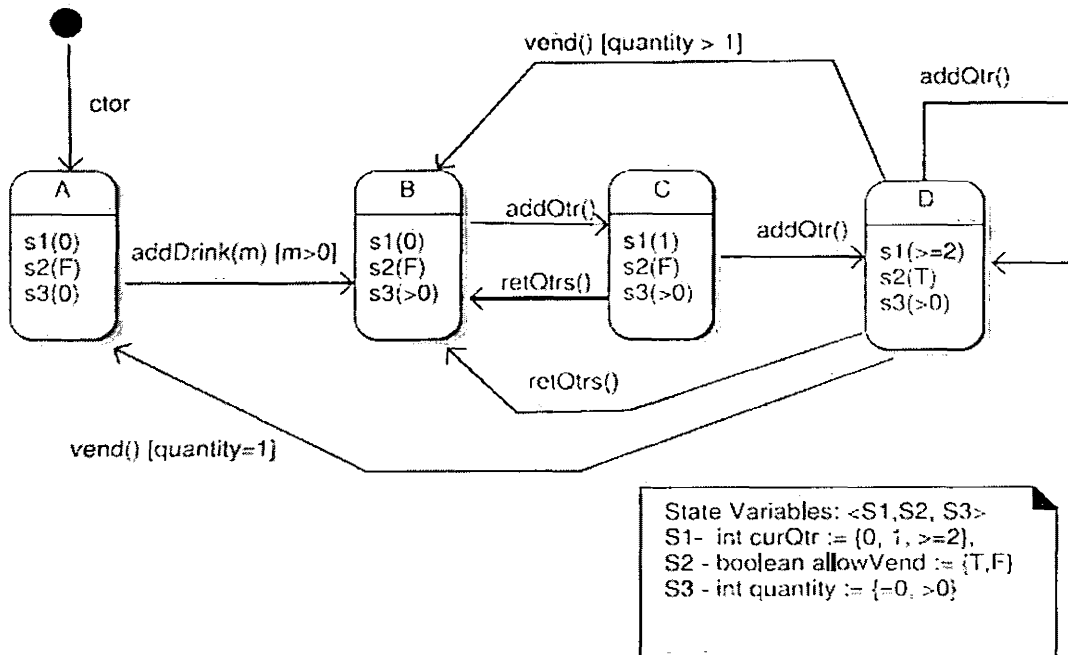 vend() [quantity > 1]
addQtr()
ctor
A
s1(0)
s2(F)
s3(0)
addDrink(m) [m>0]
B
s1(0)
s2(F)
s3(>0)
addQtr()
retQtrs()
C
s1(1)
s2(F)
s3(>0)
addQtr()
D
s1(>=2)
s2(T)
s3(>0)
retQtrs()
vend() [quantity=1]
State Variables: <S1,S2, S3>
S1- int curQtr := {0, 1, >=2},
S2 - boolean allowVend := {T,F}
S3 - int quantity := {=0, >0}